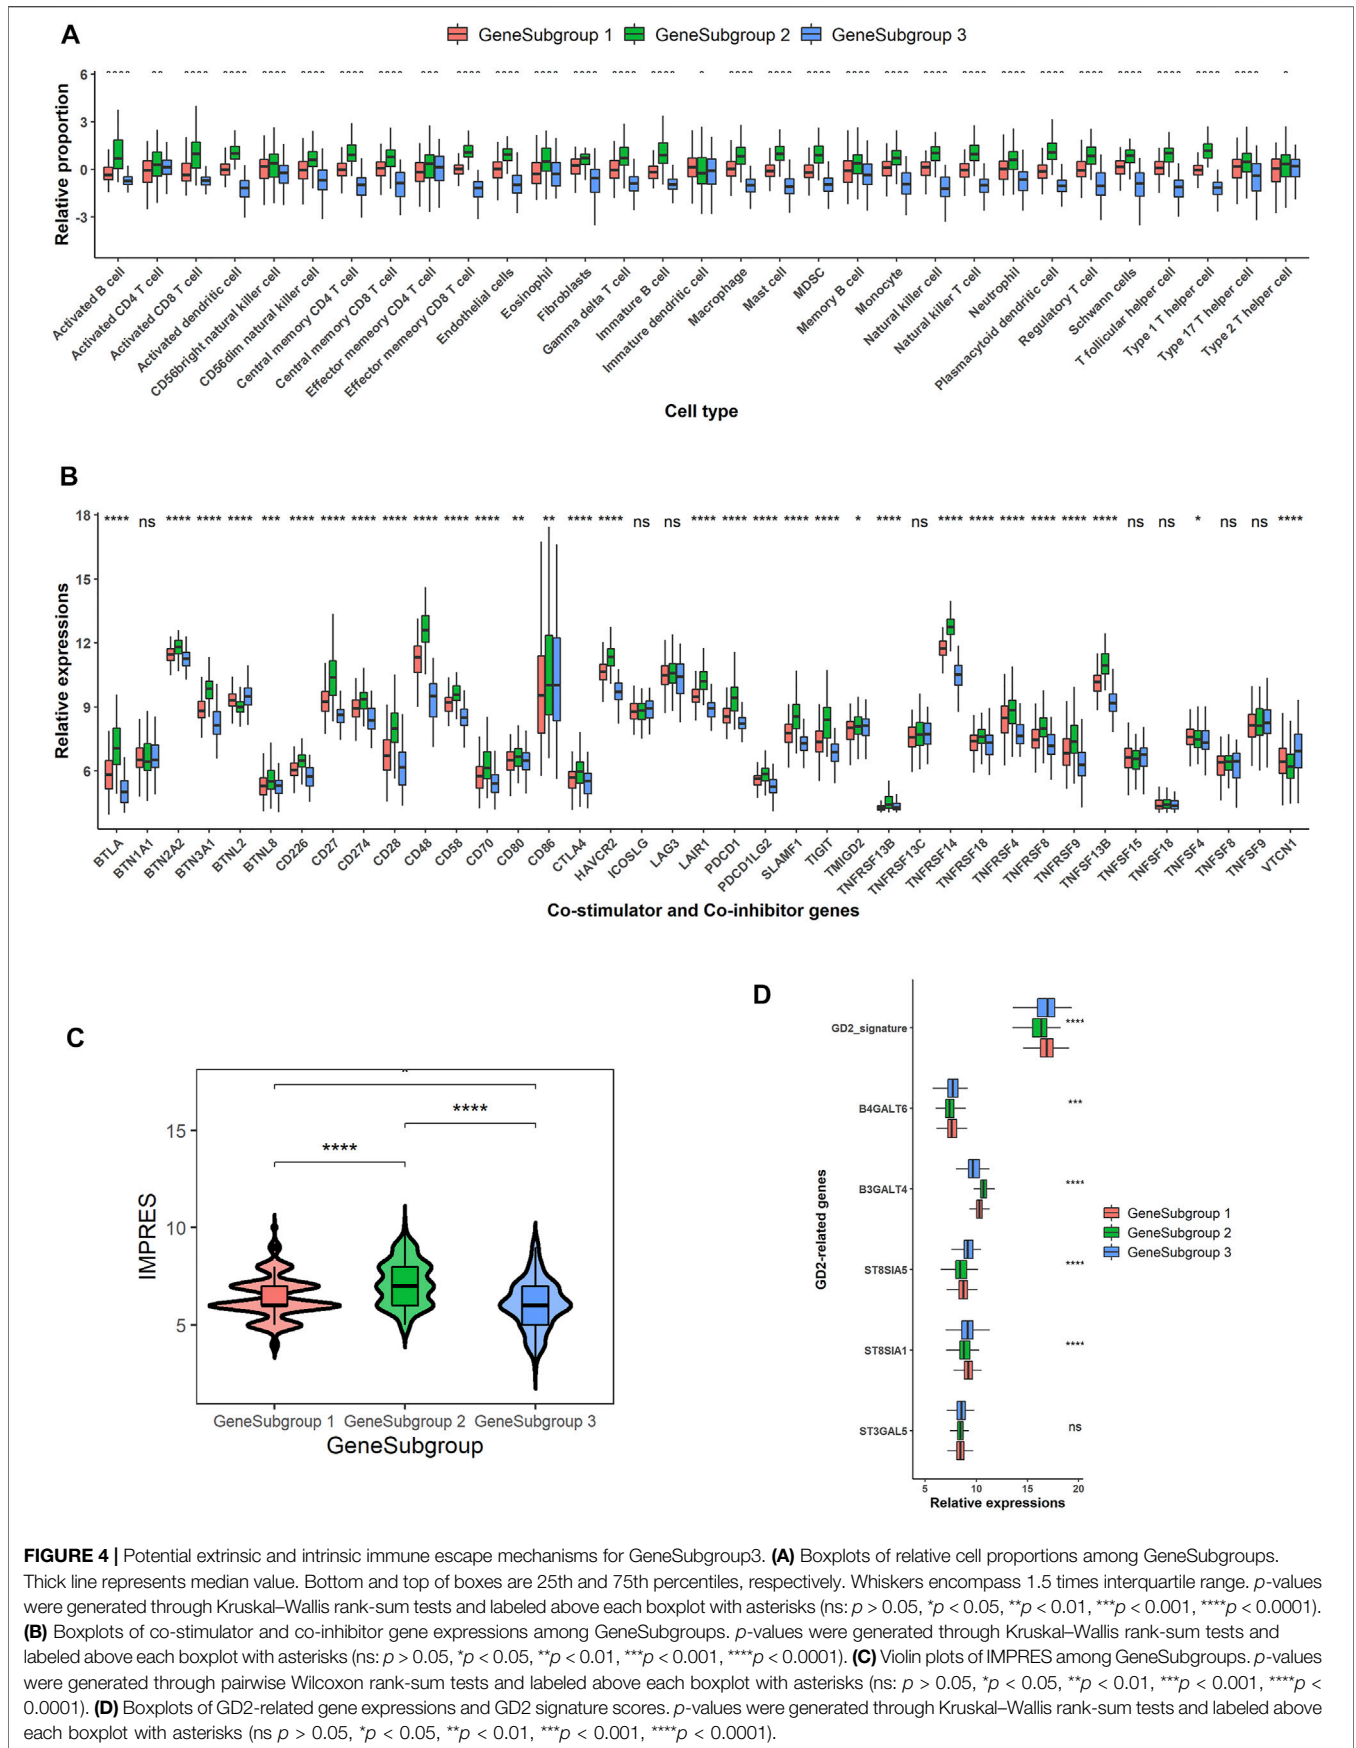 A
GeneSubgroup 1 GeneSubgroup 2 GeneSubgroup 3
Relative proportion
6
3
0
-3
Activated B cell
Activated CD4 T cell
Activated CD8 T cell
Activated dendritic cell
CD56bright natural killer cell
CD56dim natural killer cell
Central memory CD4 T cell
Central memory CD8 T cell
Effector memory CD4 T cell
Effector memory CD8 T cell
Endothelial cells
Eosinophil
Fibroblasts
Gamma delta T cell
Immature B cell
Immature dendritic cell
Macrophage
Mast cell
MDSC
Memory B cell
Monocyte
Natural killer cell
Natural killer T cell
Neutrophil
Plasmacytoid dendritic cell
Regulatory T cell
Schwann cells
T follicular helper cell
Type 1 T helper cell
Type 17 T helper cell
Type 2 T helper cell
Cell type
B
Relative expressions
18
15
12
9
6
**** ns **** **** **** *** **** **** **** **** **** **** **** ** ** **** **** ns ns **** **** **** **** **** * **** ns **** **** **** **** **** **** ns ns * ns ns ****
BTLA
BTN1A1
BTN2A2
BTN3A1
BTNL2
BTNL8
CD226
CD27
CD274
CD28
CD48
CD58
CD70
CD80
CD86
CTLA4
HAVCR2
ICOSLG
LAG3
LAIR1
PDCD1
PDCD1LG2
SLAMF1
TIGIT
TMIGD2
TNFRSF13B
TNFRSF13C
TNFRSF14
TNFRSF18
TNFRSF4
TNFRSF8
TNFRSF9
TNFSF13B
TNFSF15
TNFSF18
TNFSF4
TNFSF8
TNFSF9
VTCN1
Co-stimulator and Co-inhibitor genes
C
IMPRES
15
10
5
*
****
****
GeneSubgroup 1 GeneSubgroup 2 GeneSubgroup 3
GeneSubgroup
D
GD2-related genes
GD2_signature ****
B4GALT6 ***
B3GALT4 ****
ST8SIA5 ****
ST8SIA1 ****
ST3GAL5 ns
5 10 15 20
Relative expressions
GeneSubgroup 1
GeneSubgroup 2
GeneSubgroup 3
FIGURE 4 | Potential extrinsic and intrinsic immune escape mechanisms for GeneSubgroup3. (A) Boxplots of relative cell proportions among GeneSubgroups.
Thick line represents median value. Bottom and top of boxes are 25th and 75th percentiles, respectively. Whiskers encompass 1.5 times interquartile range. p-values
were generated through Kruskal–Wallis rank-sum tests and labeled above each boxplot with asterisks (ns: p > 0.05, *p < 0.05, **p < 0.01, ***p < 0.001, ****p < 0.0001).
(B) Boxplots of co-stimulator and co-inhibitor gene expressions among GeneSubgroups. p-values were generated through Kruskal–Wallis rank-sum tests and
labeled above each boxplot with asterisks (ns: p > 0.05, *p < 0.05, **p < 0.01, ***p < 0.001, ****p < 0.0001). (C) Violin plots of IMPRES among GeneSubgroups. p-values
were generated through pairwise Wilcoxon rank-sum tests and labeled above each boxplot with asterisks (ns: p > 0.05, *p < 0.05, **p < 0.01, ***p < 0.001, ****p <
0.0001). (D) Boxplots of GD2-related gene expressions and GD2 signature scores. p-values were generated through Kruskal–Wallis rank-sum tests and labeled above
each boxplot with asterisks (ns p > 0.05, *p < 0.05, **p < 0.01, ***p < 0.001, ****p < 0.0001).